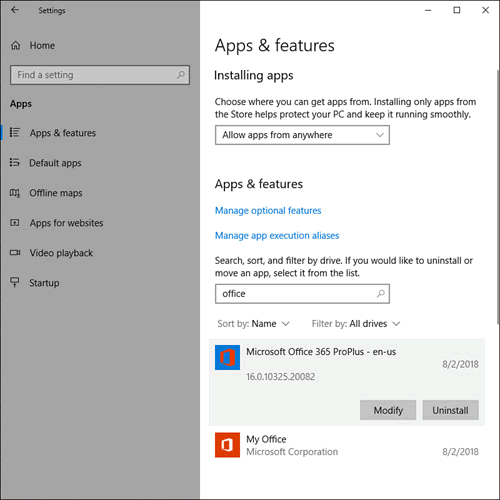 Settings
Home
Find a setting
Apps
Apps & features
Default apps
Offline maps
Apps for websites
Video playback
Startup
Apps & features
Installing apps
Choose where you can get apps from. Installing only apps from
the Store helps protect your PC and keep it running smoothly.
Allow apps from anywhere
Apps & features
Manage optional features
Manage app execution aliases
Search, sort, and filter by drive. If you would like to uninstall or
move an app, select it from the list.
office
Sort by: Name Filter by: All drives
Microsoft Office 365 ProPlus - en-us
8/2/2018
16.0.10325.20082
Modify Uninstall
My Office
Microsoft Corporation 8/2/2018